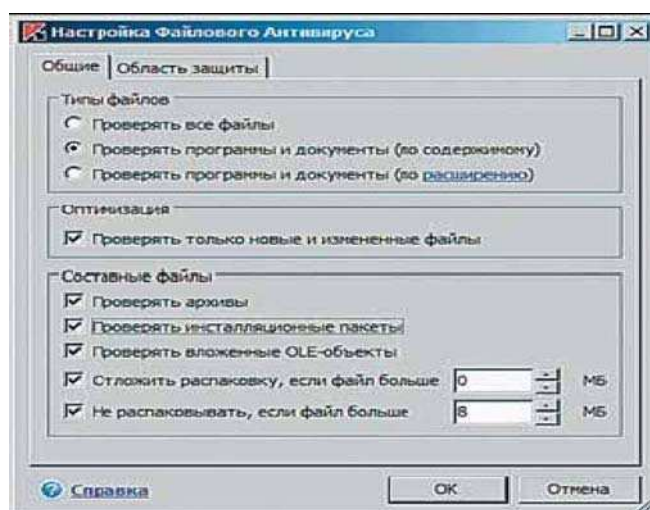 Настройка Файлового Антивируса
Общие
Область защиты
Типы файлов
Проверять все файлы
Проверять программы и документы (по содержимому)
Проверять программы и документы (по расширению)
Оптимизация
Проверять только новые и измененные файлы
Составные файлы
Проверять архивы
Проверять инсталляционные пакеты
Проверять вложенные OLE-объекты
Отложить распаковку, если файл больше 0 МБ
Не распаковывать, если файл больше 8 МБ
Справка
OK
Отмена